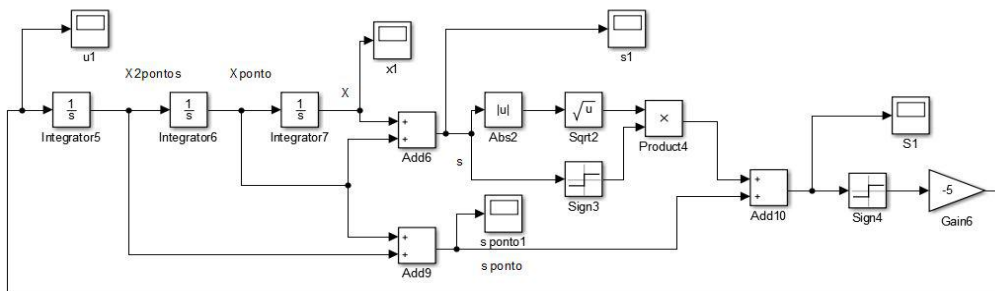 u1
x1
s1
X2pontos
Xponto
X
1
s
Integrator5
1
s
Integrator6
1
s
Integrator7
+
+
Add6
s
|u|
Abs2
√u
Sqrt2
×
Product4
Sign3
+
+
Add9
s ponto1
s ponto
+
+
Add10
S1
Sign4
-5
Gain6